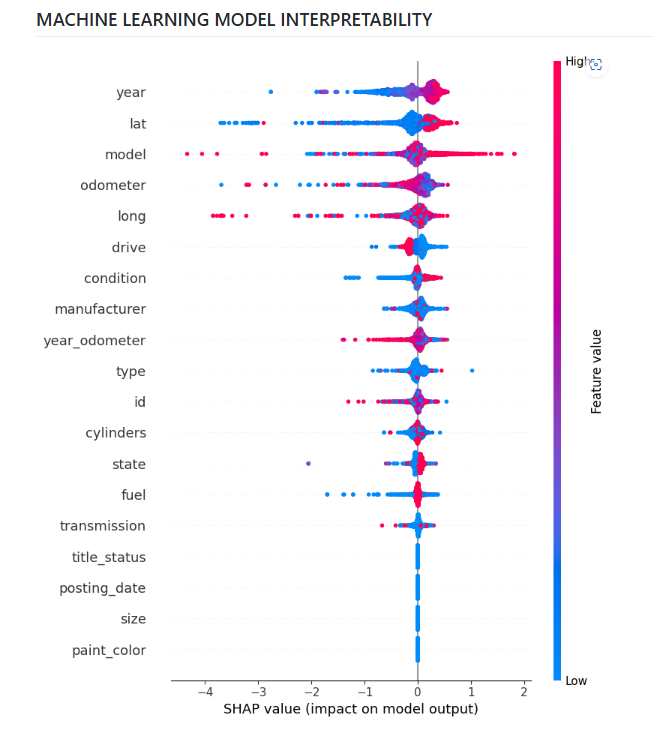 MACHINE LEARNING MODEL INTERPRETABILITY
High
year
lat
model
odometer
long
drive
condition
manufacturer
year_odometer
type
id
cylinders
state
fuel
transmission
title_status
posting_date
size
paint_color
Feature value
Low
−4 −3 −2 −1 0 1 2
SHAP value (impact on model output)